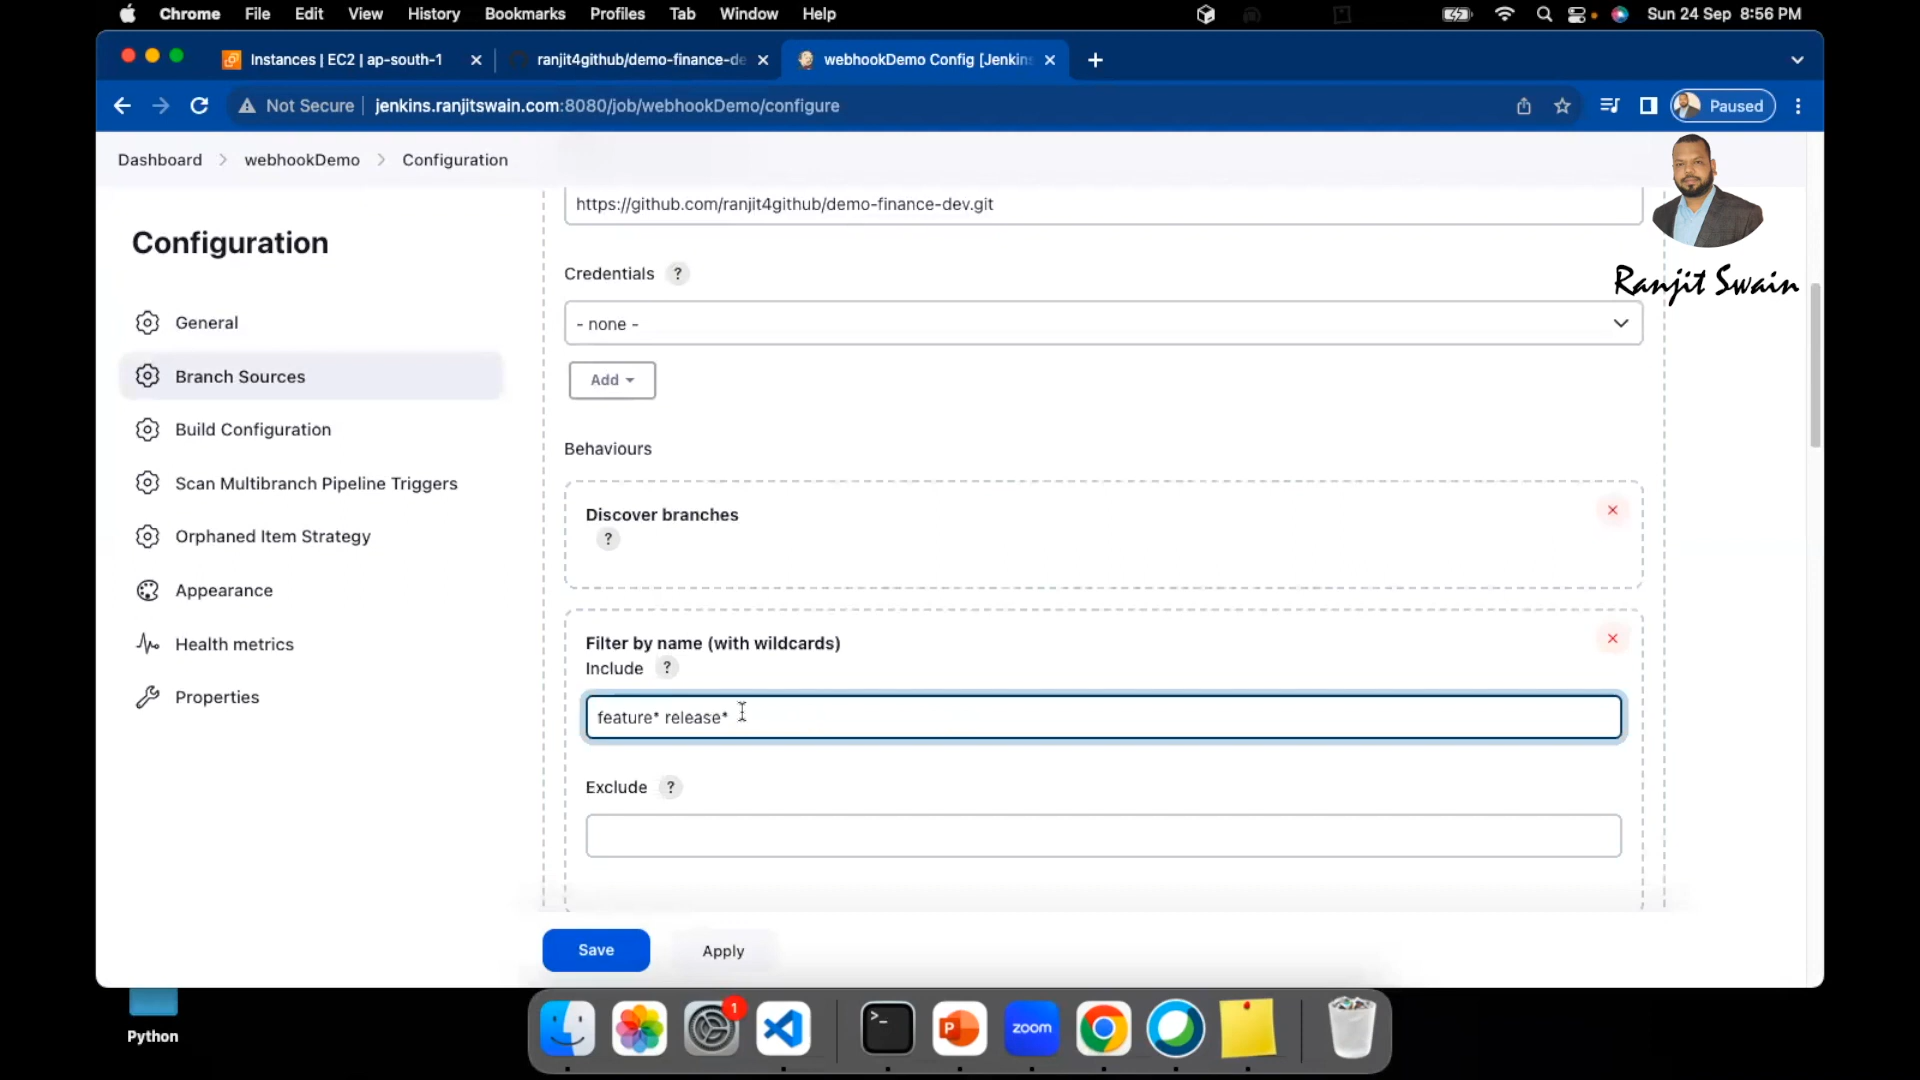 Chrome File Edit View History Bookmarks Profiles Tab Window Help Sun 24 Sep 8:56 PM
Instances | EC2 | ap-south-1 ranjit4github/demo-finance-de webhookDemo Config [Jenkins
Not Secure jenkins.ranjitswain.com:8080/job/webhookDemo/configure Paused
Dashboard > webhookDemo > Configuration
https://github.com/ranjit4github/demo-finance-dev.git
Configuration
Ranjit Swain
Credentials ?
General
- none -
Branch Sources
Add
Build Configuration
Behaviours
Scan Multibranch Pipeline Triggers
Discover branches
?
Orphaned Item Strategy
Appearance
Filter by name (with wildcards)
Health metrics
Include ?
Properties
feature* release*
Exclude ?
Save Apply
1
zoom
Python